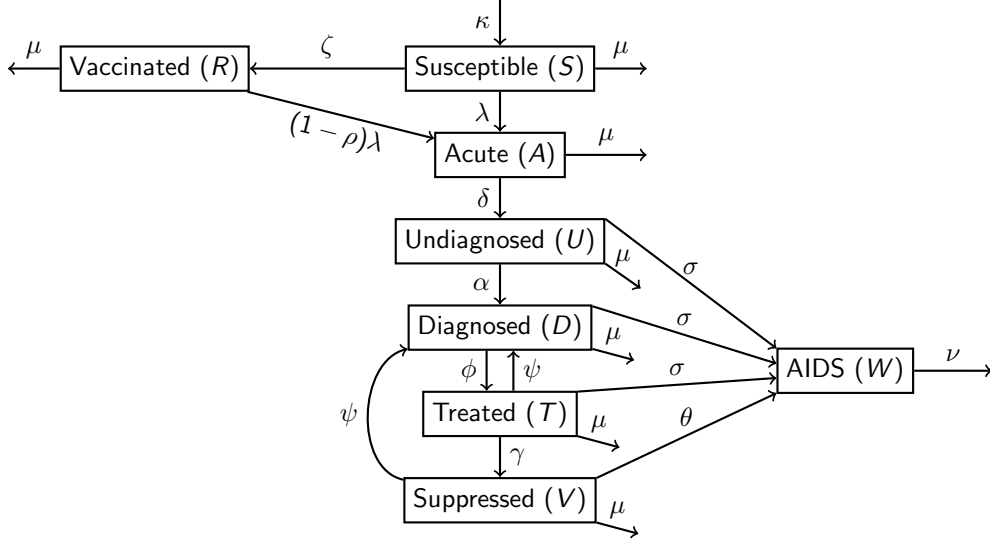 κ
μ ζ μ
Vaccinated (R) Susceptible (S)
λ
(1 − ρ)λ μ
Acute (A)
δ
Undiagnosed (U) μ σ
α
σ
Diagnosed (D) μ
ν
AIDS (W)
φ ψ σ
ψ Treated (T) μ θ
γ
Suppressed (V) μ